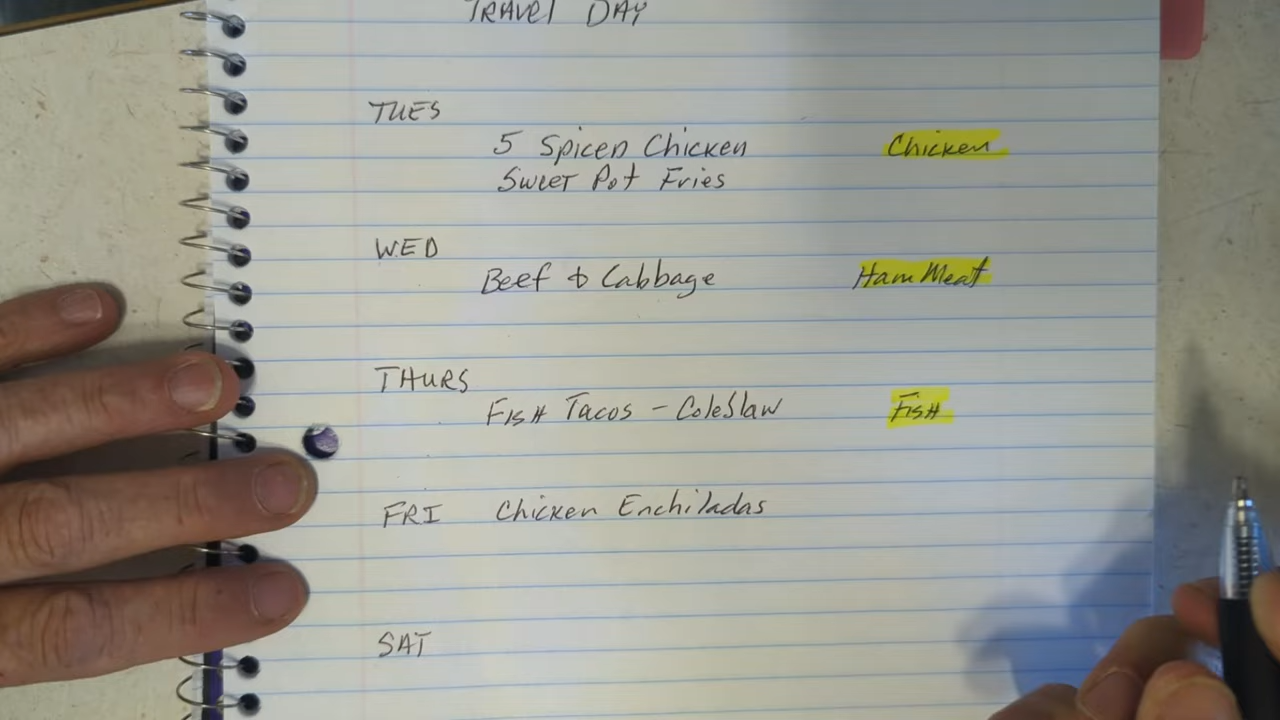 TRAVEL DAY
TUES
5 Spiced Chicken Chicken
Sweet Pot Fries
WED
Beef & Cabbage Ham Meat
THURS
Fish Tacos - Coleslaw Fish
FRI Chicken Enchiladas
SAT